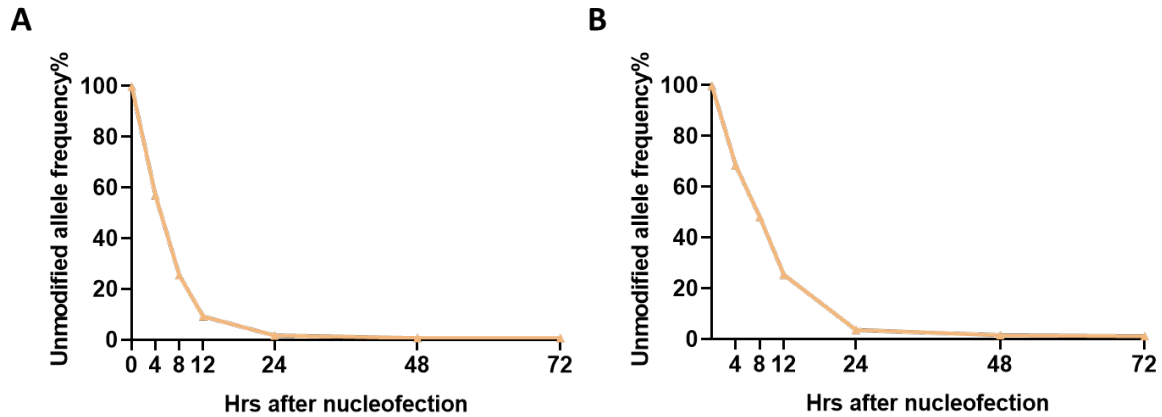 A
Unmodified allele frequency%
100
80
60
40
20
0
0 4 8 12 24 48 72
Hrs after nucleofection
B
Unmodified allele frequency%
100
80
60
40
20
0
4 8 12 24 48 72
Hrs after nucleofection